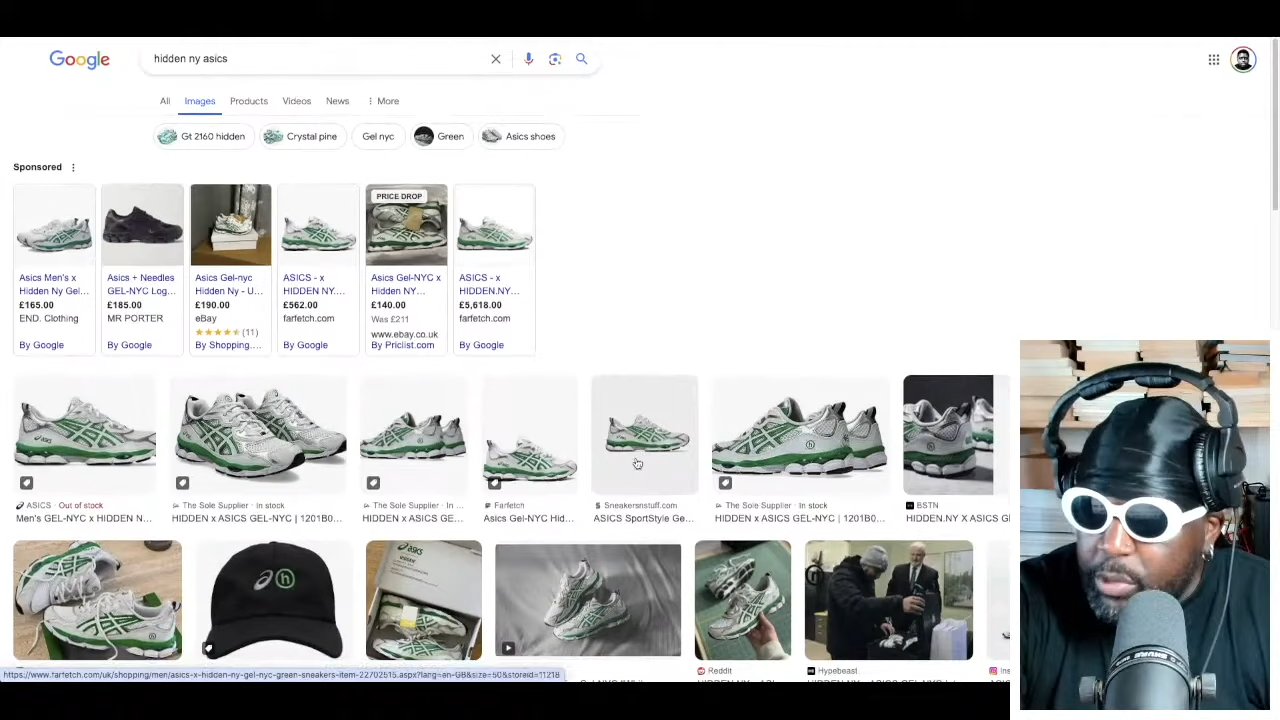 Google
hidden ny asics
All Images Products Videos News More
Gt 2160 hidden Crystal pine Gel nyc Green Asics shoes
Sponsored
PRICE DROP
Asics Men's x
Hidden Ny Gel...
£165.00
END. Clothing
By Google
Asics + Needles
GEL-NYC Log...
£185.00
MR PORTER
By Google
Asics Gel-nyc
Hidden Ny - U...
£190.00
eBay
(11)
By Shopping....
ASICS - x
HIDDEN NY....
£562.00
farfetch.com
By Google
Asics Gel-NYC x
Hidden NY...
£140.00
Was £211
www.ebay.co.uk
By Priclist.com
ASICS - x
HIDDEN.NY...
£5,618.00
farfetch.com
By Google
ASICS · Out of stock
Men's GEL-NYC x HIDDEN N...
The Sole Supplier · In stock
HIDDEN x ASICS GEL-NYC | 1201B0...
The Sole Supplier · In ...
HIDDEN x ASICS GE...
Farfetch
Asics Gel-NYC Hid...
Sneakersnstuff.com
ASICS SportStyle Ge...
The Sole Supplier · In stock
HIDDEN x ASICS GEL-NYC | 1201B0...
BSTN
HIDDEN.NY X ASICS G
h
asics
Reddit
Hypebeast
Ins
https://www.farfetch.com/uk/shopping/men/asics-x-hidden-ny-gel-nyc-green-sneakers-item-22702515.aspx?lang=en-GB&size=50&storeid=11218